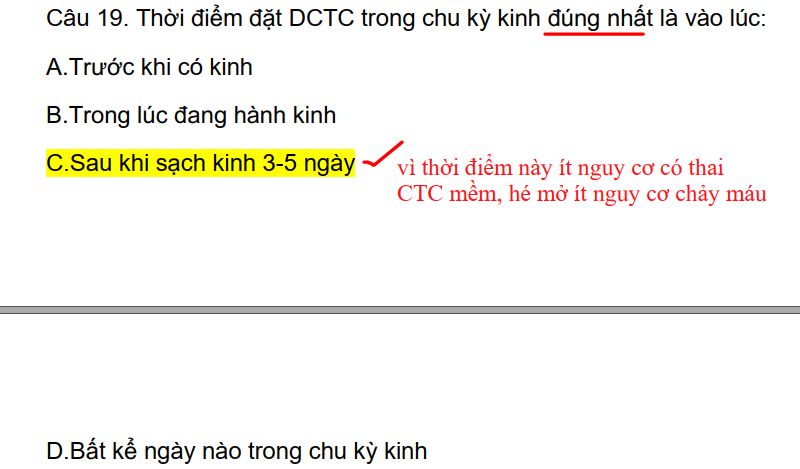 Câu 19. Thời điểm đặt DCTC trong chu kỳ kinh đúng nhất là vào lúc:
A.Trước khi có kinh
B.Trong lúc đang hành kinh
C.Sau khi sạch kinh 3-5 ngày
vì thời điểm này ít nguy cơ có thai
CTC mềm, hé mở ít nguy cơ chảy máu
D.Bất kể ngày nào trong chu kỳ kinh